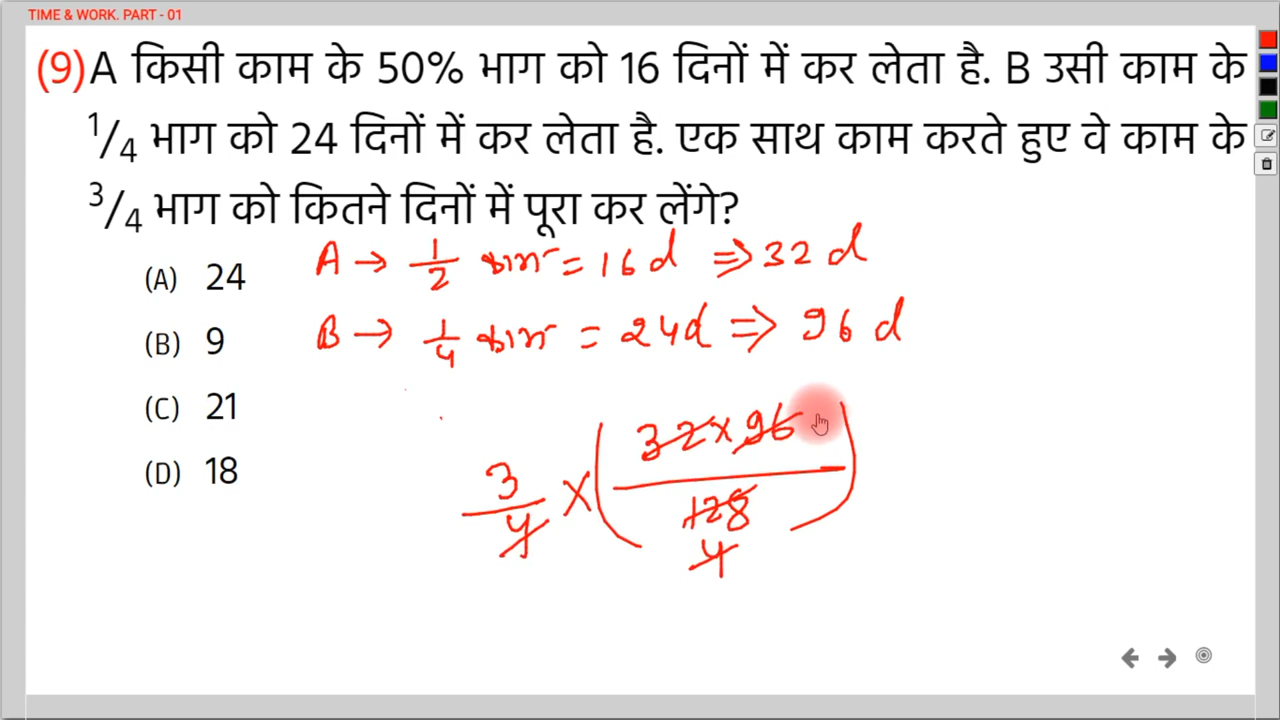 TIME & WORK. PART - 01
(9)A किसी काम के 50% भाग को 16 दिनों में कर लेता है. B उसी काम के
1/4 भाग को 24 दिनों में कर लेता है. एक साथ काम करते हुए वे काम के
3/4 भाग को कितने दिनों में पूरा कर लेंगे?
A → 1/2 काम = 16 d ⇒ 32 d
(A) 24
B → 1/4 काम = 24d ⇒ 96 d
(B) 9
(C) 21
3/4 × (32×96/128)
4
(D) 18